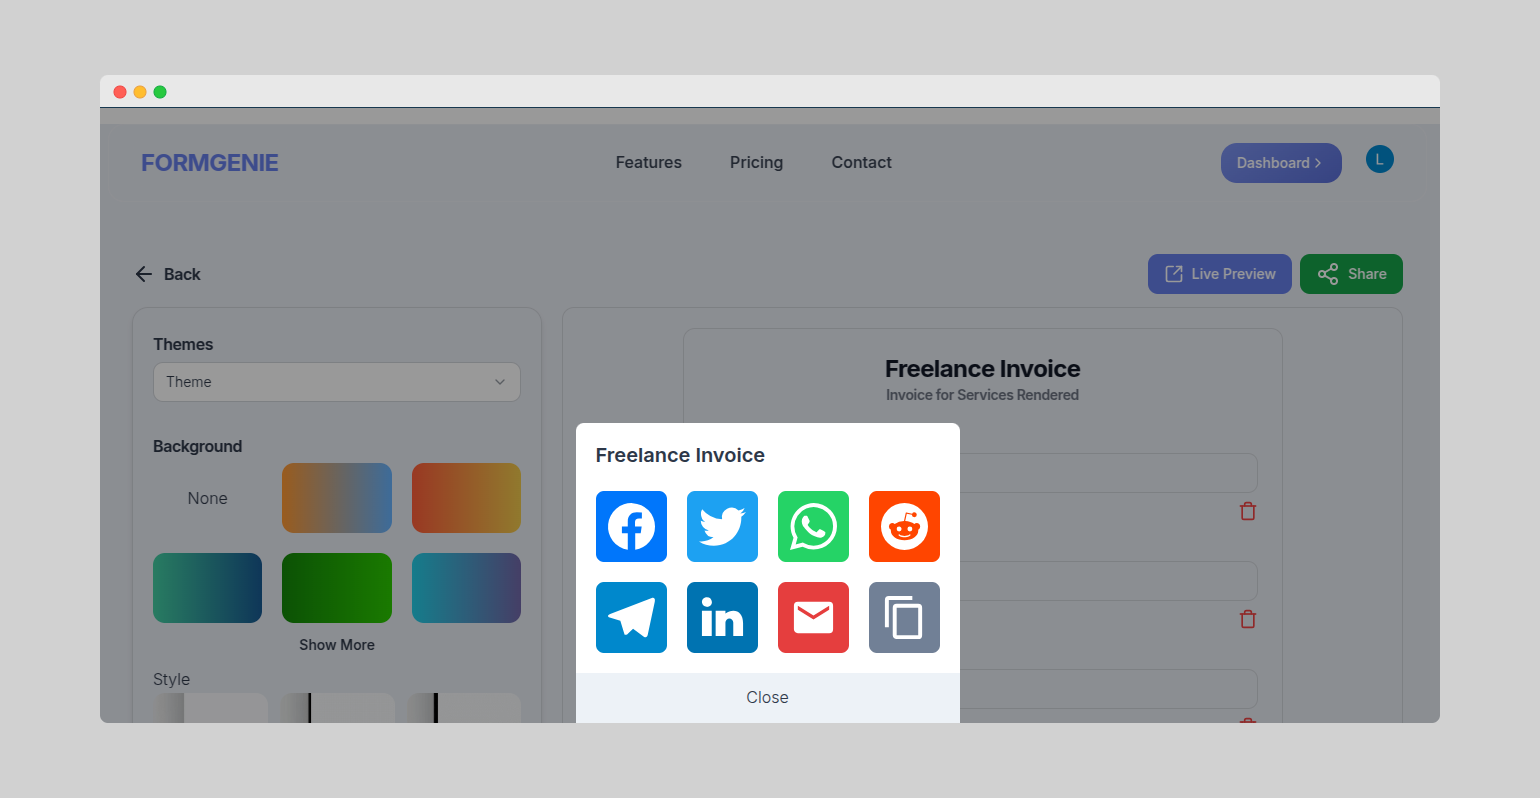 FORMGENIE
Features
Pricing
Contact
Dashboard
L
Back
Live Preview
Share
Themes
Theme
Background
None
Show More
Style
Freelance Invoice
Invoice for Services Rendered
Freelance Invoice
in
Close